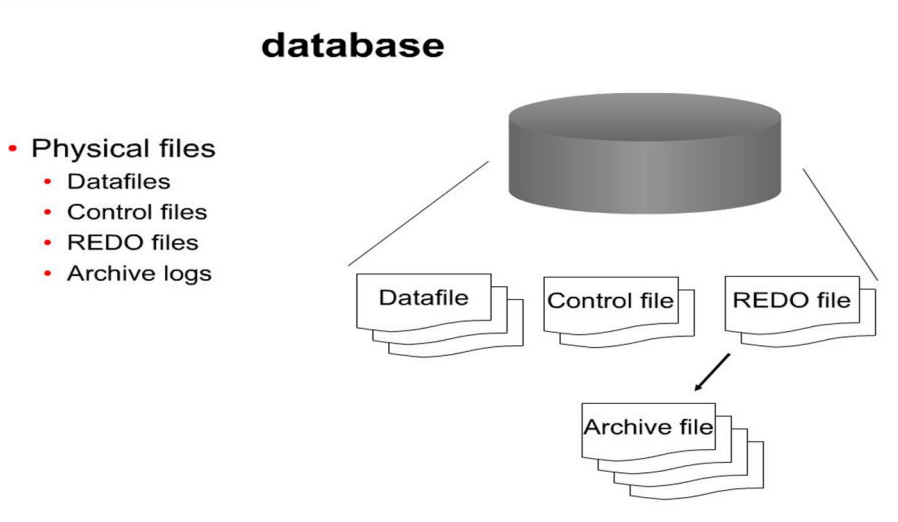 database
• Physical files
• Datafiles
• Control files
• REDO files
• Archive logs
Datafile
Control file
REDO file
Archive file